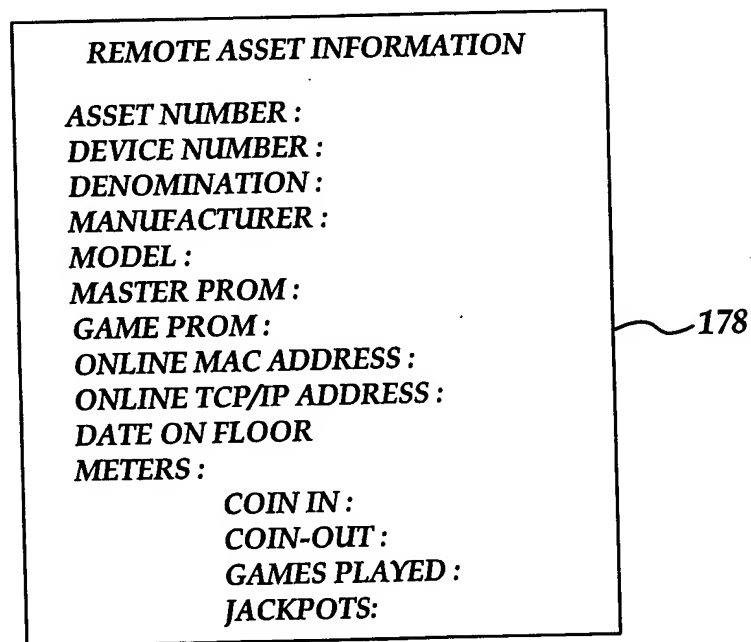 REMOTE ASSET INFORMATION
ASSET NUMBER :
DEVICE NUMBER :
DENOMINATION :
MANUFACTURER :
MODEL :
MASTER PROM :
GAME PROM :
ONLINE MAC ADDRESS :
ONLINE TCP/IP ADDRESS :
DATE ON FLOOR
METERS :
COIN IN :
COIN-OUT :
GAMES PLAYED :
JACKPOTS:
178